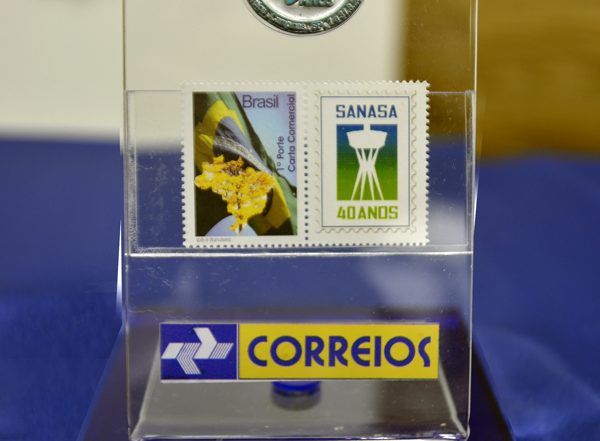 Brasil
1º Porte
Carta Comercial
SANASA
40 ANOS
CORREIOS